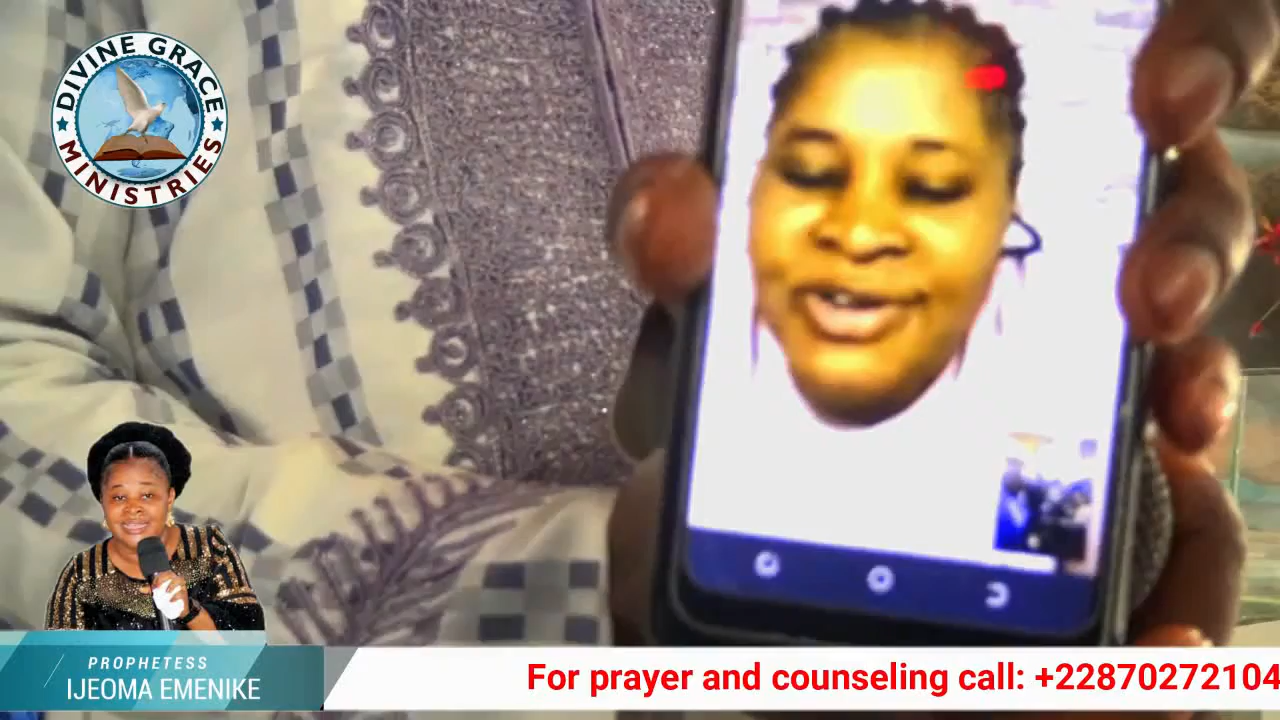 DIVINE GRACE
MINISTRIES
PROPHETESS
IJEOMA EMENIKE
For prayer and counseling call: +22870272104